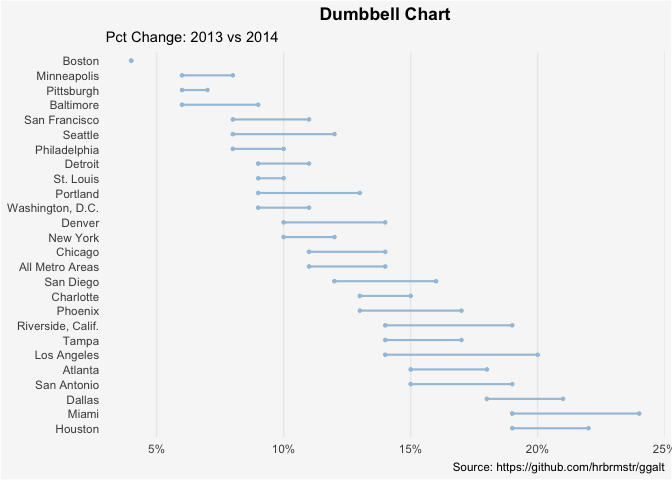 Dumbbell Chart
Pct Change: 2013 vs 2014
Boston
Minneapolis
Pittsburgh
Baltimore
San Francisco
Seattle
Philadelphia
Detroit
St. Louis
Portland
Washington, D.C.
Denver
New York
Chicago
All Metro Areas
San Diego
Charlotte
Phoenix
Riverside, Calif.
Tampa
Los Angeles
Atlanta
San Antonio
Dallas
Miami
Houston
5% 10% 15% 20% 25%
Source: https://github.com/hrbrmstr/ggalt